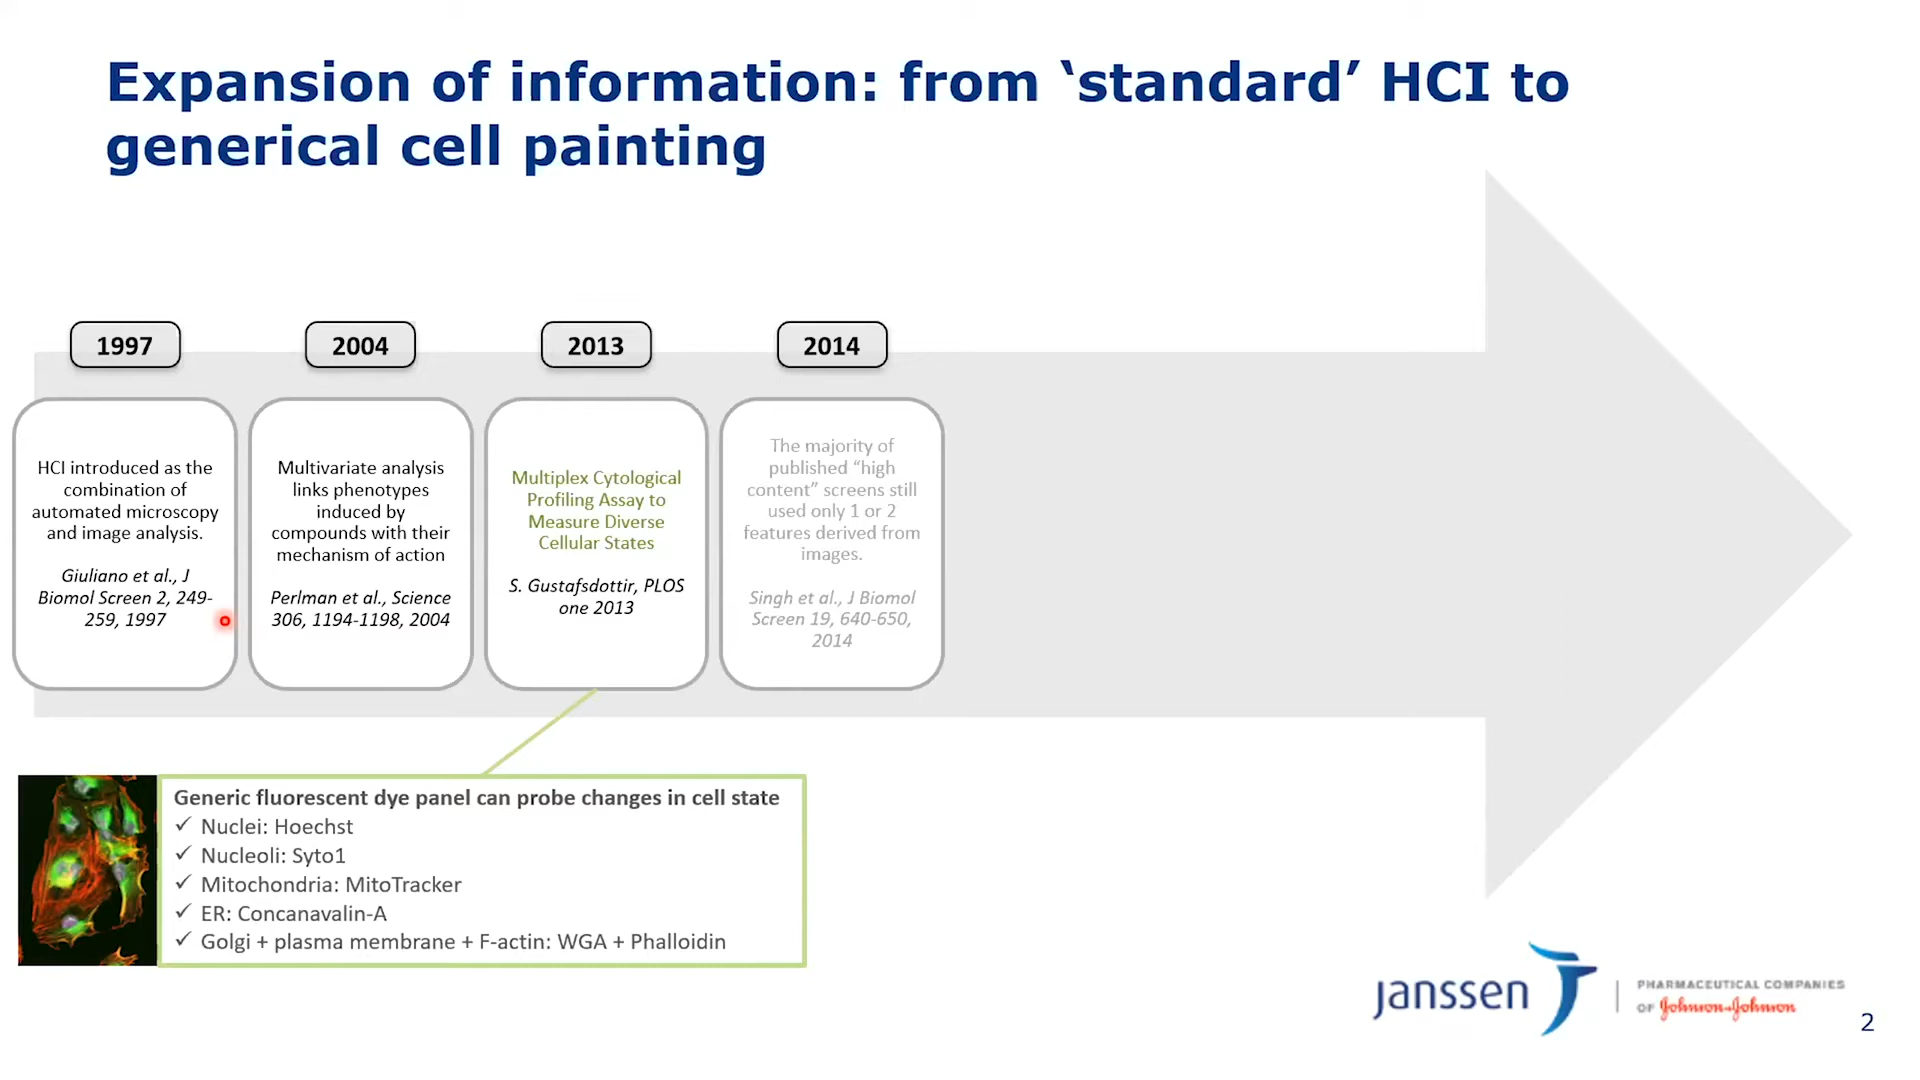 Expansion of information: from ‘standard’ HCI to
generical cell painting
1997
2004
2013
2014
HCI introduced as the
combination of
automated microscopy
and image analysis.
Giuliano et al., J
Biomol Screen 2, 249-
259, 1997
Multivariate analysis
links phenotypes
induced by
compounds with their
mechanism of action
Perlman et al., Science
306, 1194-1198, 2004
Multiplex Cytological
Profiling Assay to
Measure Diverse
Cellular States
S. Gustafsdottir, PLOS
one 2013
The majority of
published “high
content” screens still
used only 1 or 2
features derived from
images.
Singh et al., J Biomol
Screen 19, 640-650,
2014
Generic fluorescent dye panel can probe changes in cell state
✓ Nuclei: Hoechst
✓ Nucleoli: Syto1
✓ Mitochondria: MitoTracker
✓ ER: Concanavalin-A
✓ Golgi + plasma membrane + F-actin: WGA + Phalloidin
janssen
PHARMACEUTICAL COMPANIES
OF Johnson+Johnson
2